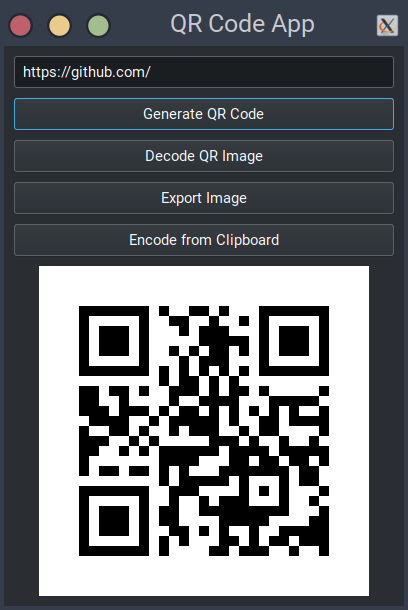 QR Code App
https://github.com/
Generate QR Code
Decode QR Image
Export Image
Encode from Clipboard